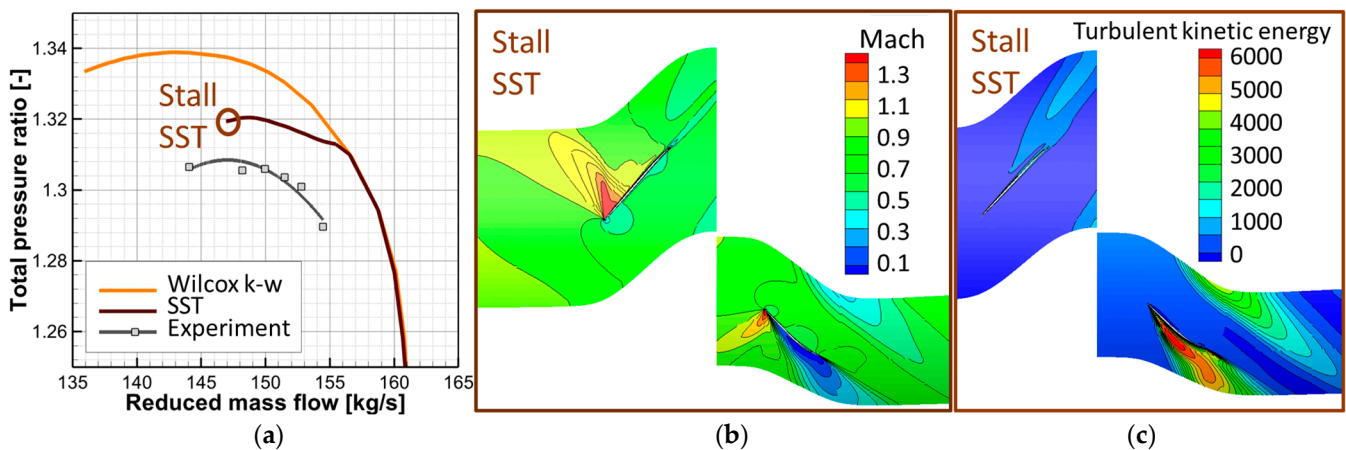 Total pressure ratio [-]
1.34
1.32
1.3
1.28
1.26
Stall
SST
Wilcox k-w
SST
Experiment
135
140
145
150
155
160
165
Reduced mass flow [kg/s]
(a)
Stall
SST
Mach
1.3
1.1
0.9
0.7
0.5
0.3
0.1
(b)
Stall
SST
Turbulent kinetic energy
6000
5000
4000
3000
2000
1000
0
(c)